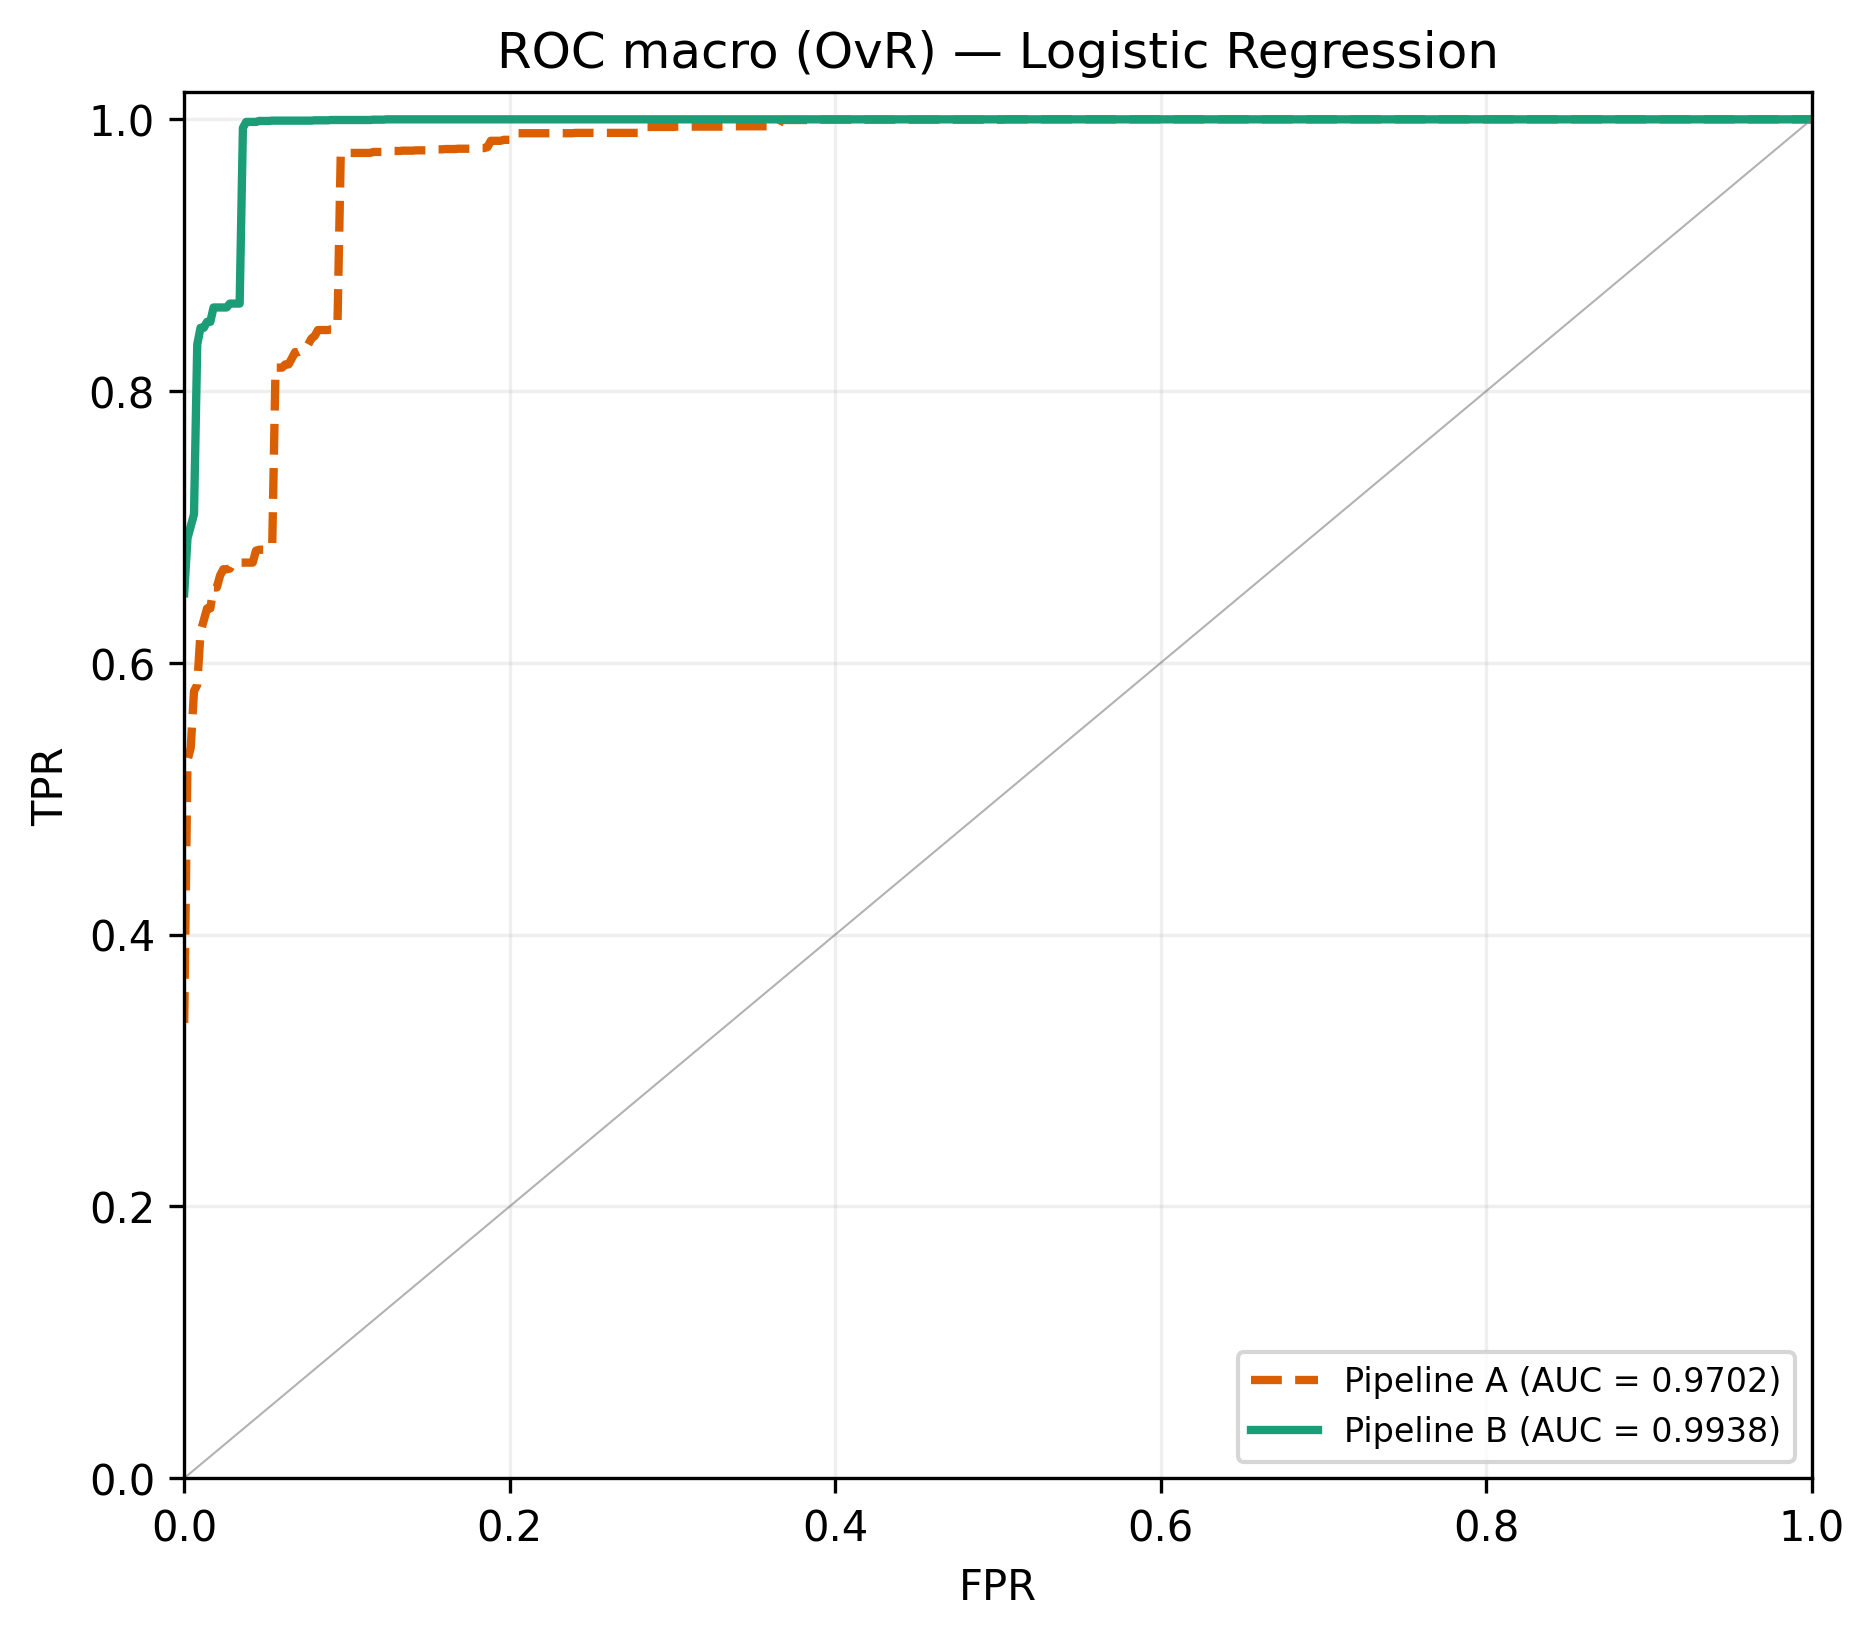 ROC macro (OvR) — Logistic Regression
1.0
0.8
0.6
0.4
0.2
0.0
TPR
0.0 0.2 0.4 0.6 0.8 1.0
FPR
Pipeline A (AUC = 0.9702)
Pipeline B (AUC = 0.9938)